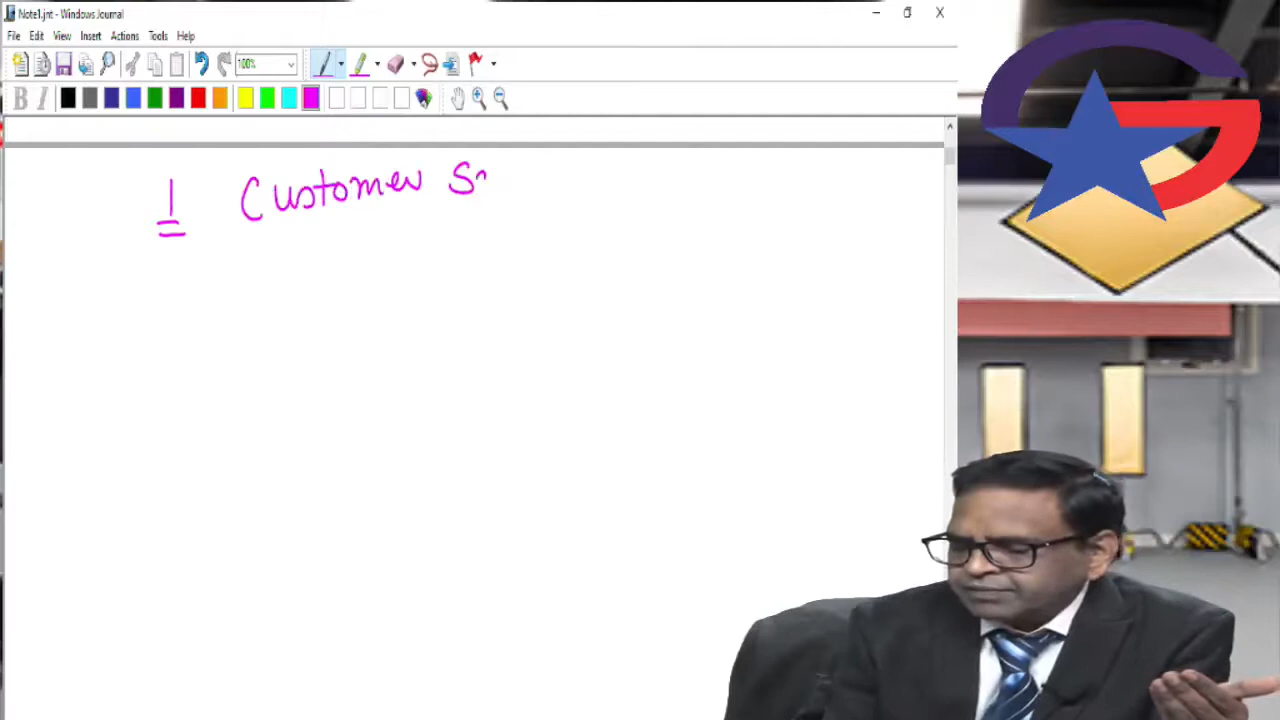 Note1.jnt - Windows Journal
File Edit View Insert Actions Tools Help
100%
B I
1 Customer S